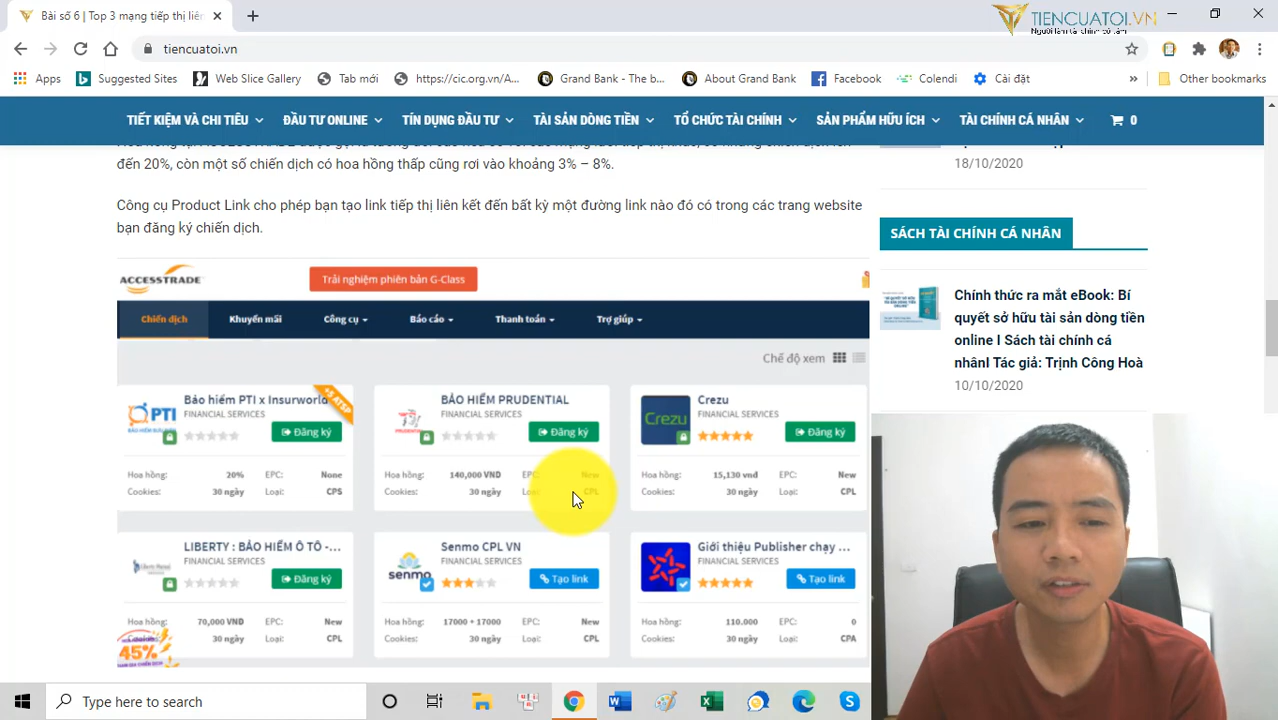 Bài số 6 | Top 3 mạng tiếp thị liên
TIENCUATOI.VN
tiencuatoi.vn
Apps
Suggested Sites
Web Slice Gallery
Tab mới
https://cic.org.vn/A...
Grand Bank - The b...
About Grand Bank
Facebook
Colendi
Cài đặt
»
Other bookmarks
TIẾT KIỆM VÀ CHI TIÊU
ĐẦU TƯ ONLINE
TÍN DỤNG ĐẦU TƯ
TÀI SẢN DÒNG TIỀN
TỔ CHỨC TÀI CHÍNH
SẢN PHẨM HỮU ÍCH
TÀI CHÍNH CÁ NHÂN
0
đến 20%, còn một số chiến dịch có hoa hồng thấp cũng rơi vào khoảng 3% – 8%.
Công cụ Product Link cho phép bạn tạo link tiếp thị liên kết đến bất kỳ một đường link nào đó có trong các trang website
bạn đăng ký chiến dịch.
ACCESSTRADE
Trải nghiệm phiên bản G-Class
Chiến dịch
Khuyến mãi
Công cụ
Báo cáo
Thanh toán
Trợ giúp
Chế độ xem
Bảo hiểm PTI x Insurworld
FINANCIAL SERVICES
PTI
Đăng ký
Hoa hồng: 20% EPC: None
Cookies: 30 ngày Loại: CPS
BẢO HIỂM PRUDENTIAL
FINANCIAL SERVICES
Đăng ký
Hoa hồng: 140,000 VND EPC: New
Cookies: 30 ngày Loại: CPL
Crezu
FINANCIAL SERVICES
Crezu
Đăng ký
Hoa hồng: 15,130 vnd EPC: New
Cookies: 30 ngày Loại: CPL
LIBERTY : BẢO HIỂM Ô TÔ -...
FINANCIAL SERVICES
Đăng ký
Hoa hồng: 70,000 VND EPC: New
Cookies: 30 ngày Loại: CPL
45%
Senmo CPL VN
FINANCIAL SERVICES
senmo
Tạo link
Hoa hồng: 17000 + 17000 EPC: New
Cookies: 30 ngày Loại: CPL
Giới thiệu Publisher chạy ...
FINANCIAL SERVICES
Tạo link
Hoa hồng: 110.000 EPC: 0
Cookies: 30 ngày Loại: CPA
18/10/2020
SÁCH TÀI CHÍNH CÁ NHÂN
Chính thức ra mắt eBook: Bí
quyết sở hữu tài sản dòng tiền
online I Sách tài chính cá
nhânI Tác giả: Trịnh Công Hoà
10/10/2020
Type here to search